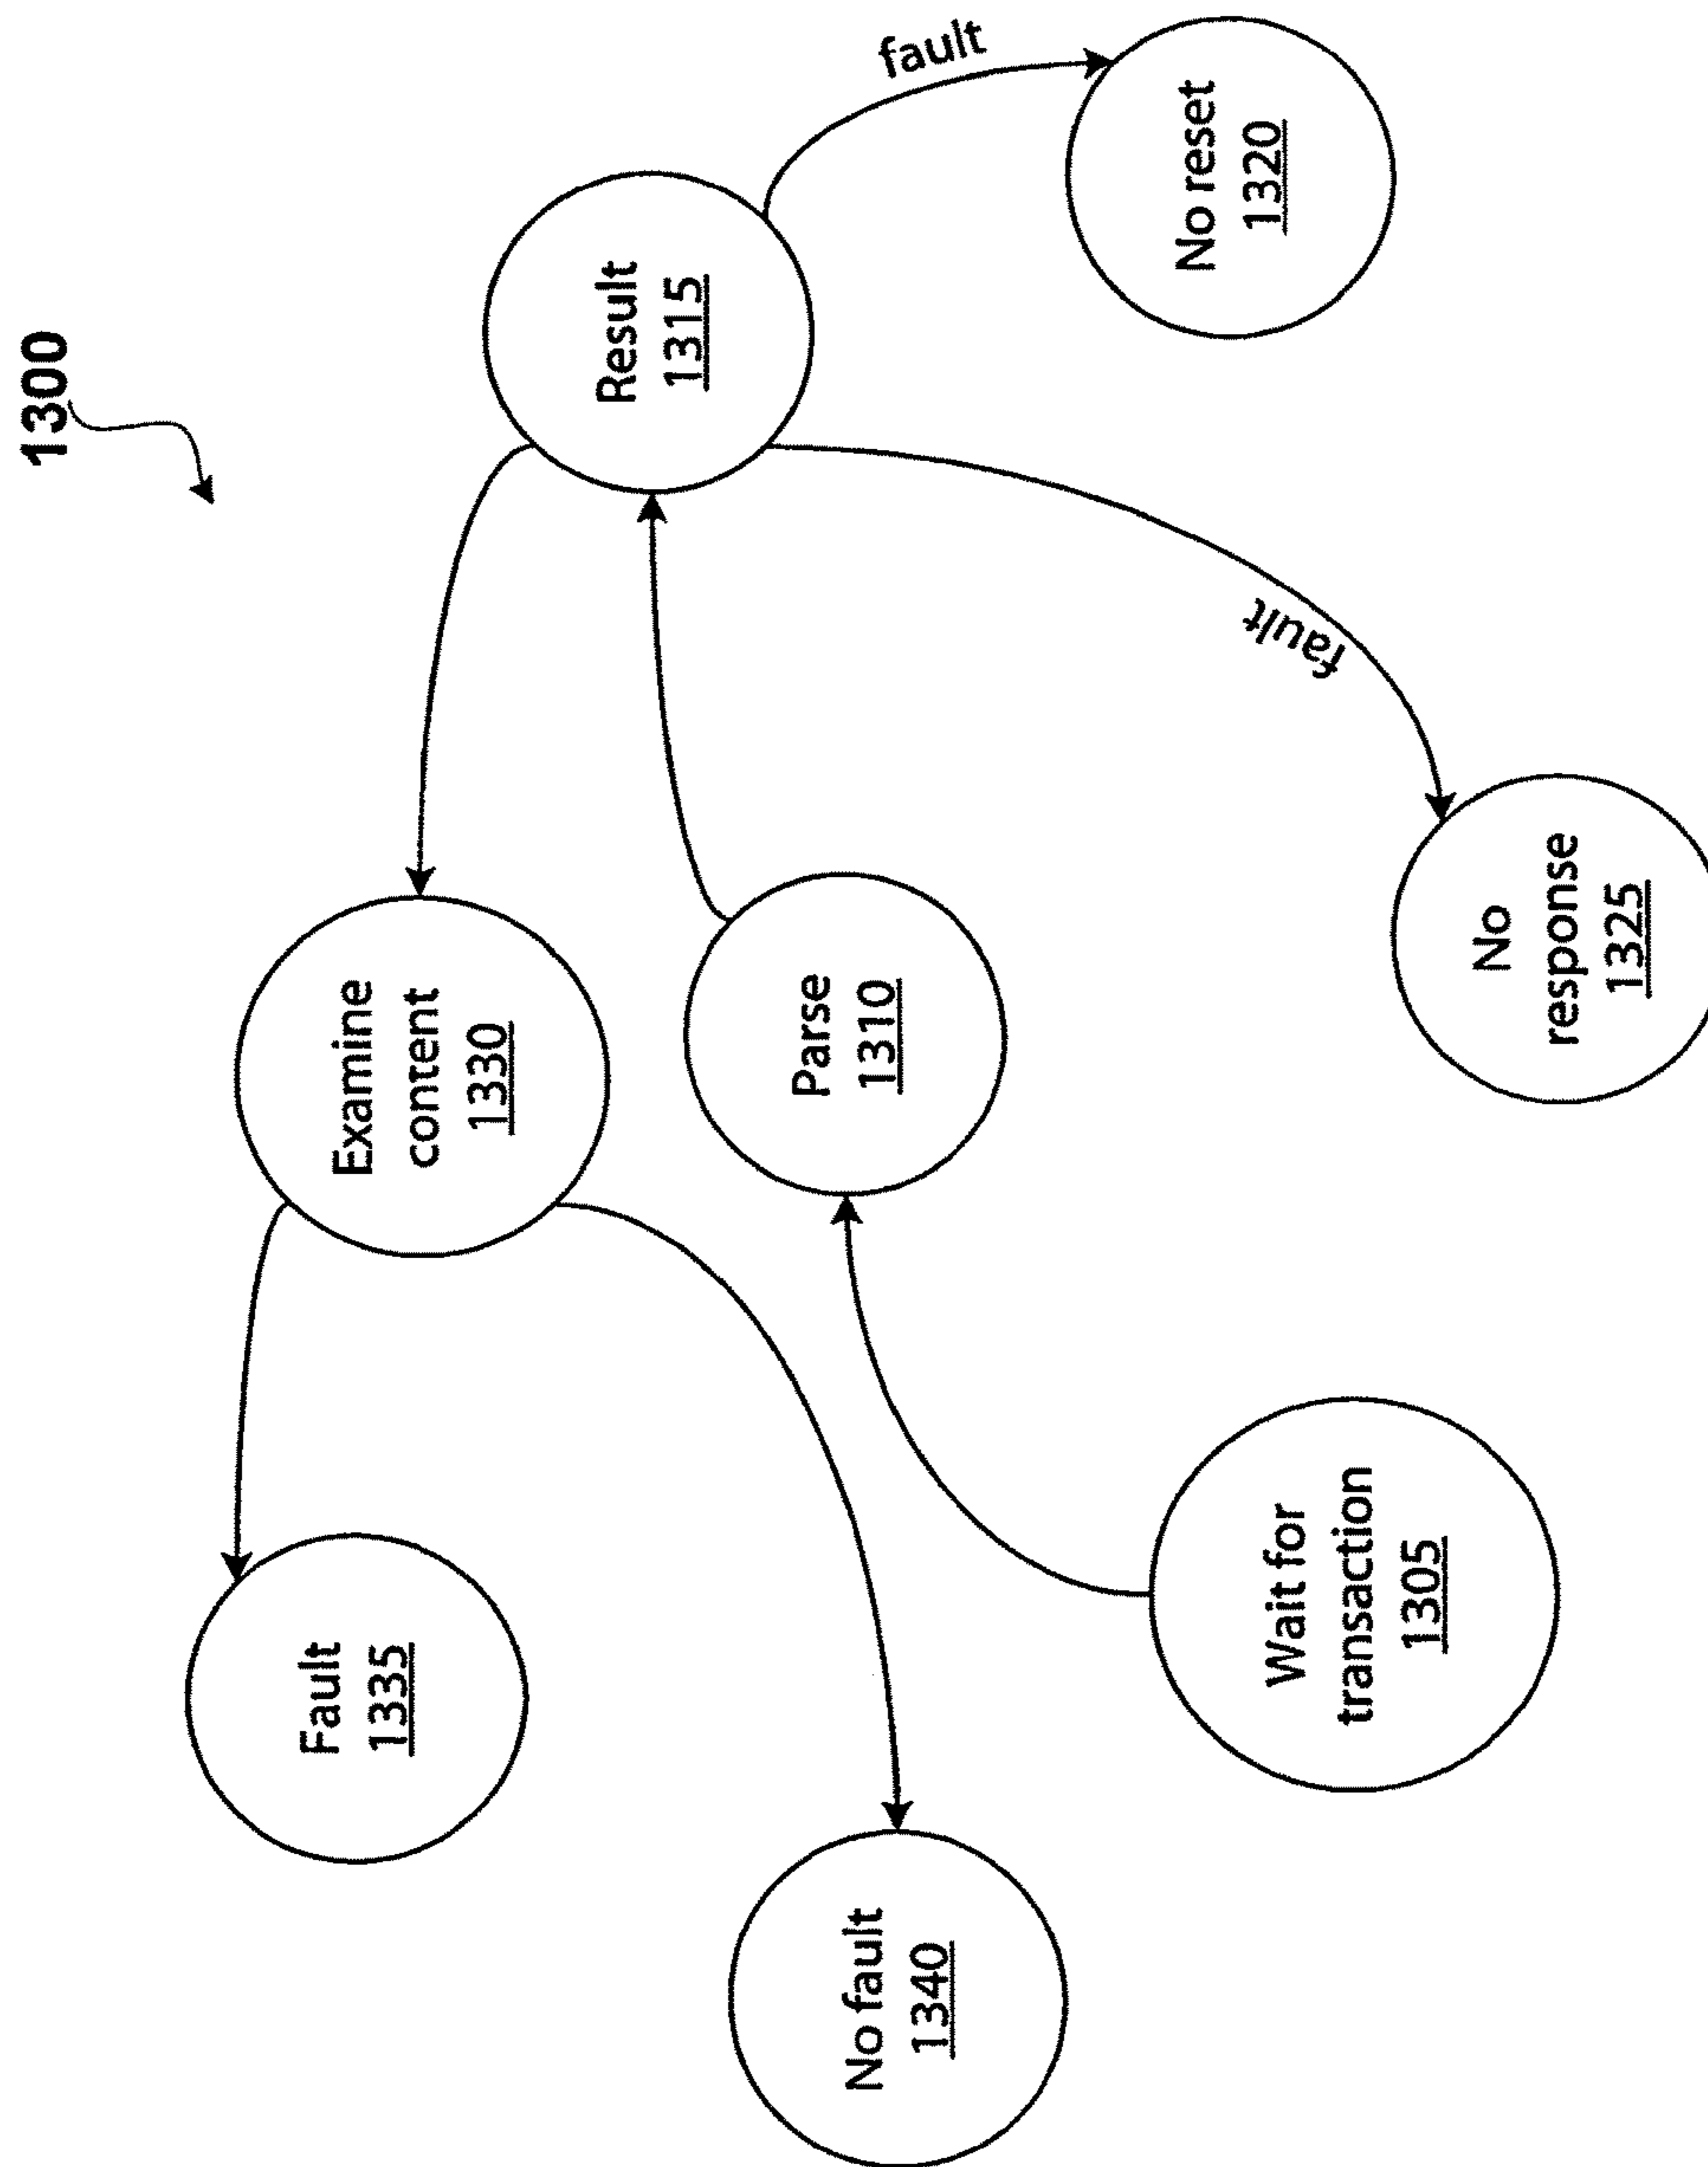 1300
Fault
1335
Examine
content
1330
Result
1315
No fault
1340
Parse
1310
fault
Wait for
transaction
1305
fault
No reset
1320
No
response
1325